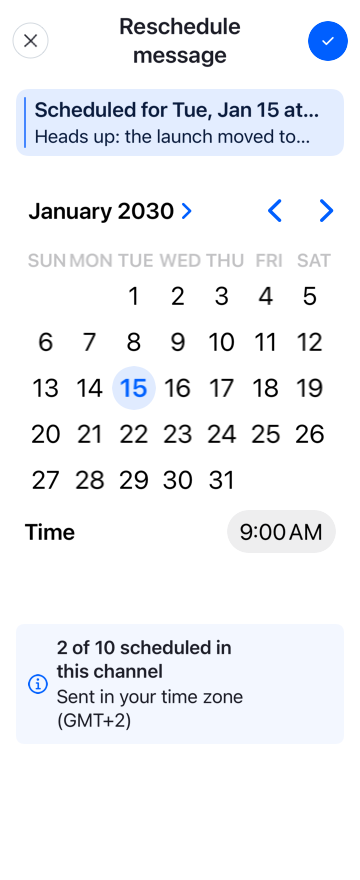 Reschedule
message
Scheduled for Tue, Jan 15 at...
Heads up: the launch moved to...
January 2030
SUN MON TUE WED THU FRI SAT
1 2 3 4 5
6 7 8 9 10 11 12
13 14 15 16 17 18 19
20 21 22 23 24 25 26
27 28 29 30 31
Time 9:00 AM
2 of 10 scheduled in
this channel
Sent in your time zone
(GMT+2)